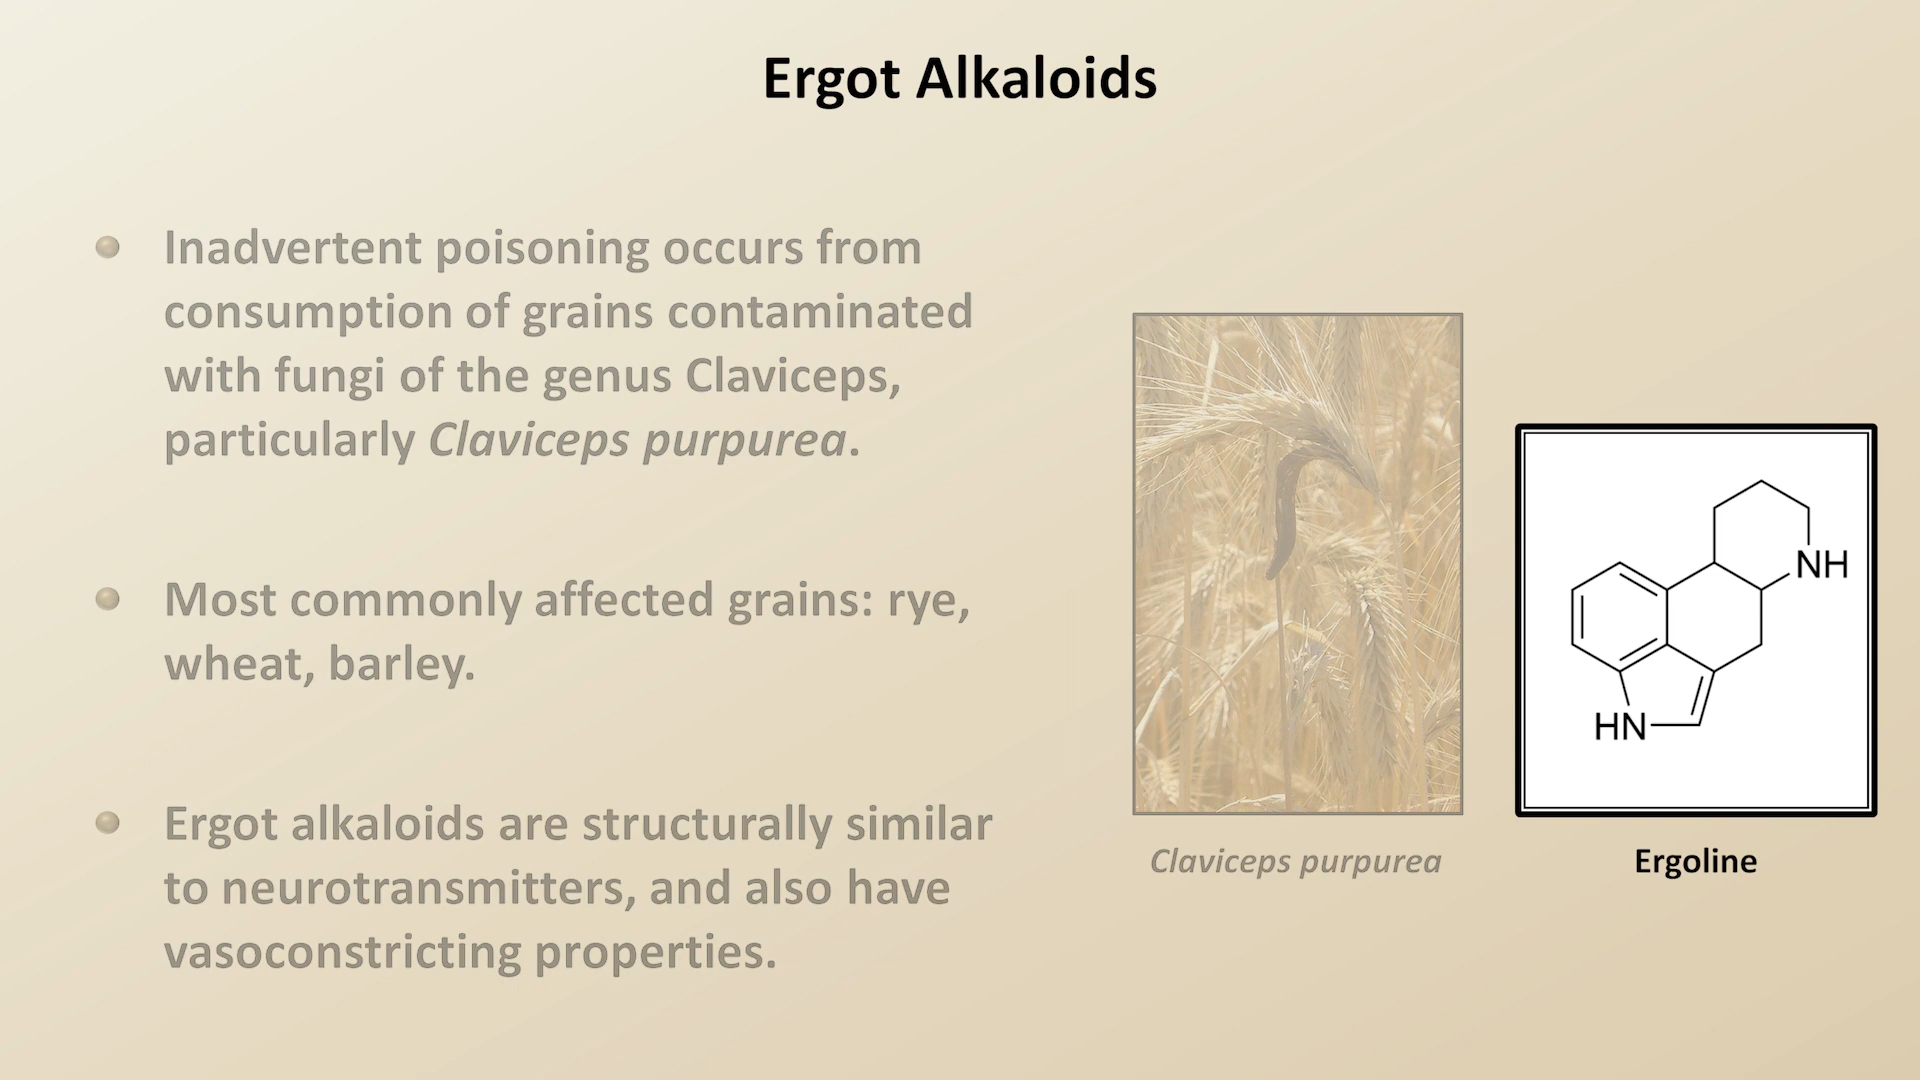 Ergot Alkaloids
Inadvertent poisoning occurs from
consumption of grains contaminated
with fungi of the genus Claviceps,
particularly Claviceps purpurea.
Most commonly affected grains: rye,
wheat, barley.
Ergot alkaloids are structurally similar
to neurotransmitters, and also have
vasoconstricting properties.
NH
HN
Claviceps purpurea
Ergoline